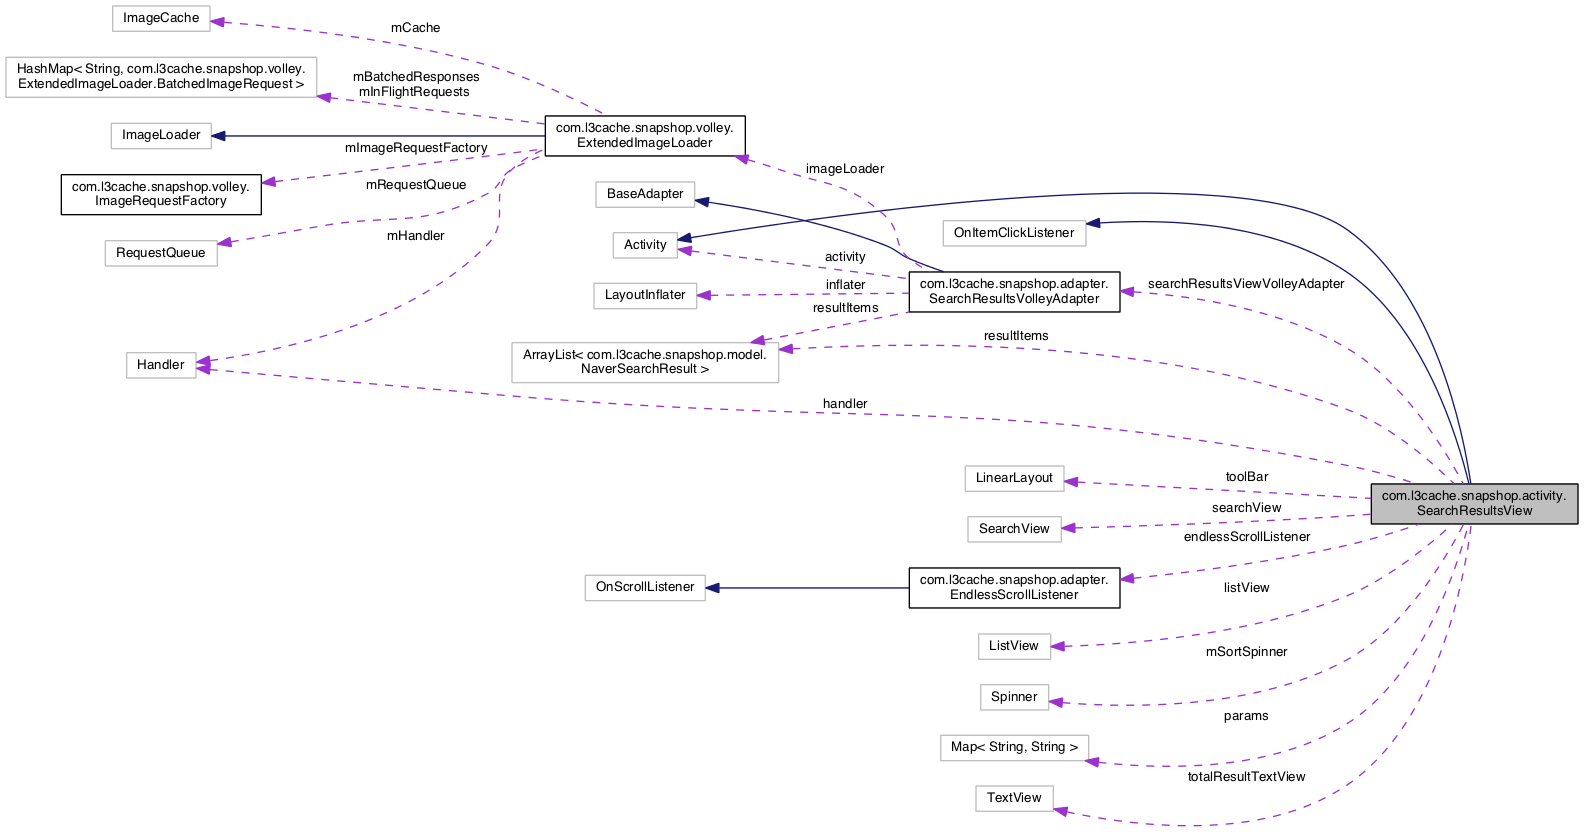 ImageCache
mCache
HashMap< String, com.l3cache.snapshop.volley.
ExtendedImageLoader.BatchedImageRequest >
mBatchedResponses
mInFlightRequests
ImageLoader
com.l3cache.snapshop.volley.
ExtendedImageLoader
mImageRequestFactory
com.l3cache.snapshop.volley.
ImageRequestFactory
mRequestQueue
imageLoader
BaseAdapter
RequestQueue
mHandler
Activity
OnItemClickListener
activity
com.l3cache.snapshop.adapter.
SearchResultsVolleyAdapter
searchResultsViewVolleyAdapter
LayoutInflater
inflater
resultItems
resultItems
ArrayList< com.l3cache.snapshop.model.
NaverSearchResult >
Handler
handler
LinearLayout
toolBar
com.l3cache.snapshop.activity.
SearchResultsView
SearchView
searchView
endlessScrollListener
OnScrollListener
com.l3cache.snapshop.adapter.
EndlessScrollListener
listView
ListView
mSortSpinner
Spinner
params
Map< String, String >
totalResultTextView
TextView